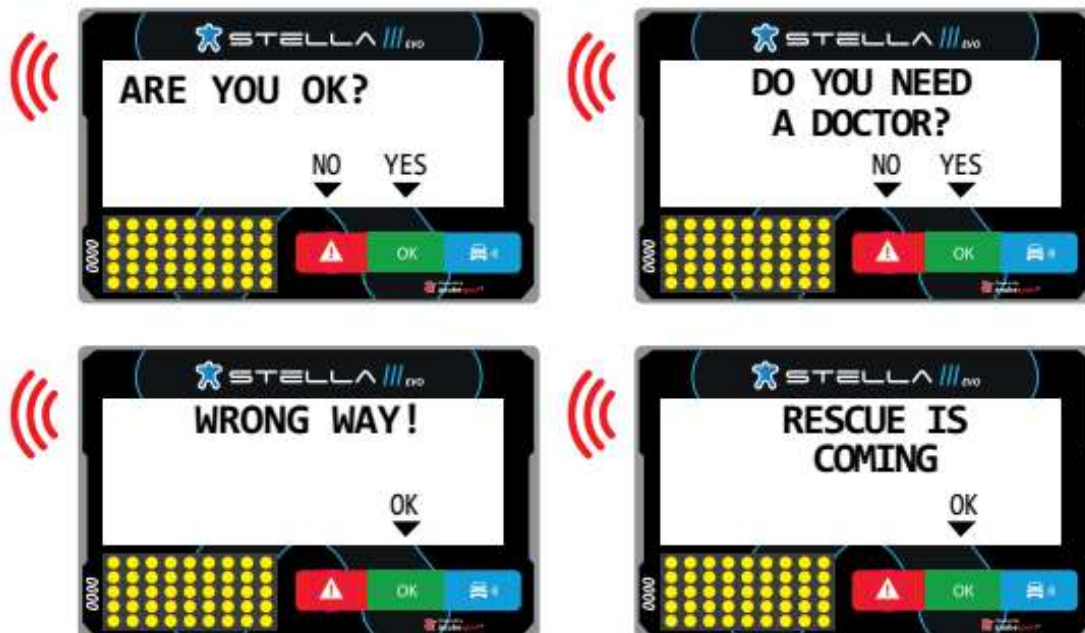 STELLA III EVO
ARE YOU OK?
NO YES
OK
STELLA III EVO
DO YOU NEED
A DOCTOR?
NO YES
OK
STELLA III EVO
WRONG WAY!
OK
OK
STELLA III EVO
RESCUE IS
COMING
OK
OK